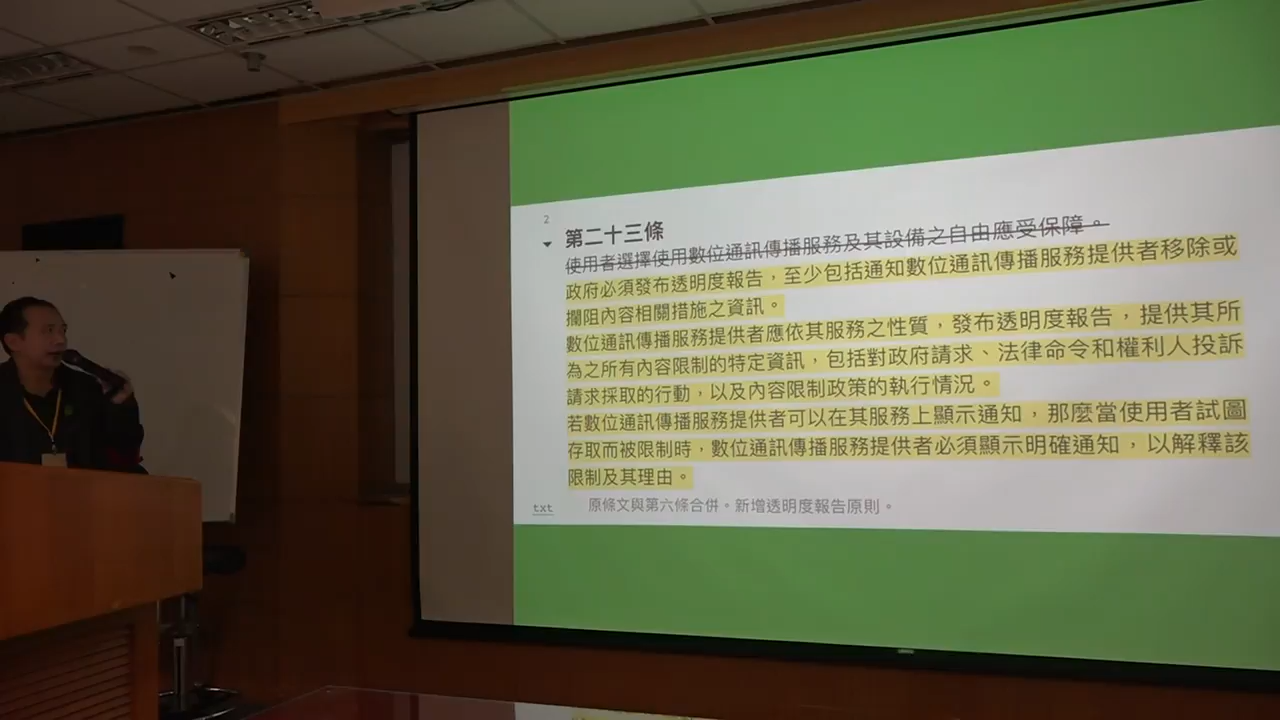 2
第二十三條
使用者選擇使用數位通訊傳播服務及其設備之自由應受保障。
政府必須發布透明度報告，至少包括通知數位通訊傳播服務提供者移除或
攔阻內容相關措施之資訊。
數位通訊傳播服務提供者應依其服務之性質，發布透明度報告，提供其所
為之所有內容限制的特定資訊，包括對政府請求、法律命令和權利人投訴
請求採取的行動，以及內容限制政策的執行情況。
若數位通訊傳播服務提供者可以在其服務上顯示通知，那麼當使用者試圖
存取而被限制時，數位通訊傳播服務提供者必須顯示明確通知，以解釋該
限制及其理由。
txt 原條文與第六條合併。新增透明度報告原則。